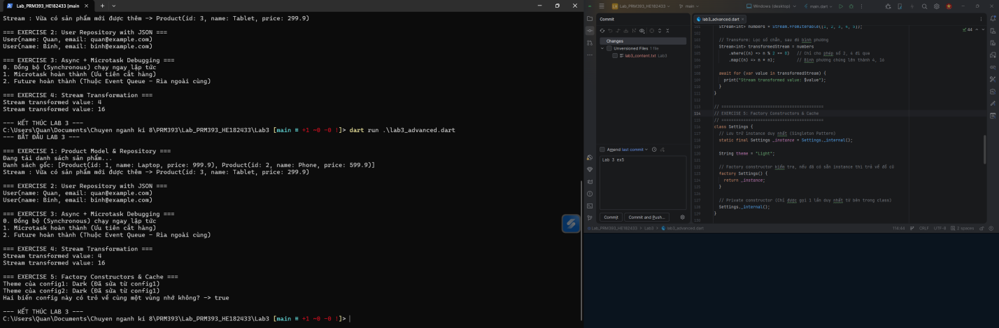 Lab_PRM393_HE182433 [main
Stream : Vừa có sản phẩm mới được thêm -> Product(id: 3, name: Tablet, price: 299.9)
=== EXERCISE 2: User Repository with JSON ===
User(name: Quan, email: quan@example.com)
User(name: Binh, email: binh@example.com)
=== EXERCISE 3: Async + Microtask Debugging ===
0. Đồng bộ (Synchronous) chạy ngay lập tức
1. Microtask hoàn thành (Ưu tiên cắt hàng)
2. Future hoàn thành (Thuộc Event Queue - Rìa ngoài cùng)
=== EXERCISE 4: Stream Transformation ===
Stream transformed value: 4
Stream transformed value: 16
--- KẾT THÚC LAB 3 ---
C:\Users\Quan\Documents\Chuyen nganh ki 8\PRM393\Lab_PRM393_HE182433\Lab3 [main ≡ +1 ~0 -0 !]> dart run .\lab3_advanced.dart
--- BẮT ĐẦU LAB 3 ---
=== EXERCISE 1: Product Model & Repository ===
Đang tải danh sách sản phẩm...
Danh sách gốc: [Product(id: 1, name: Laptop, price: 999.9), Product(id: 2, name: Phone, price: 599.9)]
Stream : Vừa có sản phẩm mới được thêm -> Product(id: 3, name: Tablet, price: 299.9)
=== EXERCISE 2: User Repository with JSON ===
User(name: Quan, email: quan@example.com)
User(name: Binh, email: binh@example.com)
=== EXERCISE 3: Async + Microtask Debugging ===
0. Đồng bộ (Synchronous) chạy ngay lập tức
1. Microtask hoàn thành (Ưu tiên cắt hàng)
2. Future hoàn thành (Thuộc Event Queue - Rìa ngoài cùng)
=== EXERCISE 4: Stream Transformation ===
Stream transformed value: 4
Stream transformed value: 16
=== EXERCISE 5: Factory Constructors & Cache ===
Theme của config1: Dark (Đã sửa từ config1)
Theme của config2: Dark (Đã sửa từ config1)
Hai biến config này có trỏ về cùng một vùng nhớ không? -> true
--- KẾT THÚC LAB 3 ---
C:\Users\Quan\Documents\Chuyen nganh ki 8\PRM393\Lab_PRM393_HE182433\Lab3 [main ≡ +1 ~0 -0 !]>
LH Lab_PRM393_HE182433 main Windows (desktop) main.dart
Commit
Changes
Unversioned Files 1 file
lab3_content.txt Lab3
Amend last commit
Lab 3 ex5
Commit Commit and Push...
lab3_advanced.dart
44
Stream<int> numbers = Stream.fromIterable([1, 2, 3, 4, 5]);
// Transform: Lọc số chẵn, sau đó bình phương
Stream<int> transformedStream = numbers
.where((n) => n % 2 == 0) // Chỉ cho phép số 2, 4 đi qua
.map((n) => n * n); // Bình phương chúng lên thành 4, 16
await for (var value in transformedStream) {
print("Stream transformed value: $value");
}
}
// ==========================================
114 // EXERCISE 5: Factory Constructors & Cache
// ==========================================
class Settings {
// Lưu trữ instance duy nhất (Singleton Pattern)
static final Settings _instance = Settings._internal();
String theme = "Light";
// Factory constructor kiểm tra, nếu đã có sẵn instance thì trả về đồ cũ
factory Settings() {
return _instance;
}
// Private constructor (Chỉ được gọi 1 lần duy nhất từ bên trong class)
Settings._internal();
}
Lab_PRM393_HE182433 > Lab3 > lab3_advanced.dart
114:44 CRLF UTF-8 2 spaces